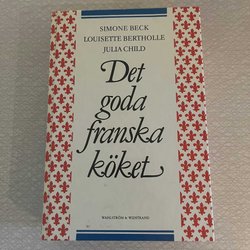 SIMONE BECK
LOUISETTE BERTHOLLE
JULIA CHILD
Det
goda
franska
köket
WAHLSTRÖM & WIDSTRAND